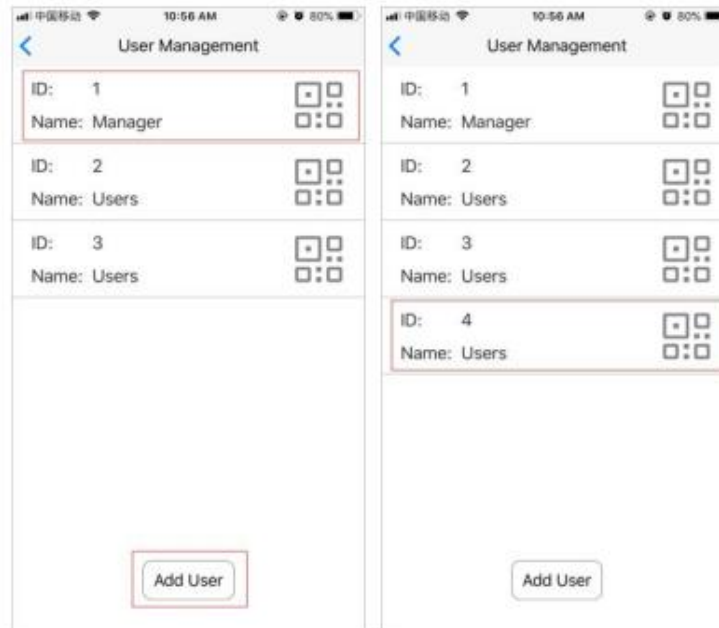 中国移动 10:56 AM 80%
User Management
ID: 1
Name: Manager
ID: 2
Name: Users
ID: 3
Name: Users
Add User
中国移动 10:56 AM 80%
User Management
ID: 1
Name: Manager
ID: 2
Name: Users
ID: 3
Name: Users
ID: 4
Name: Users
Add User